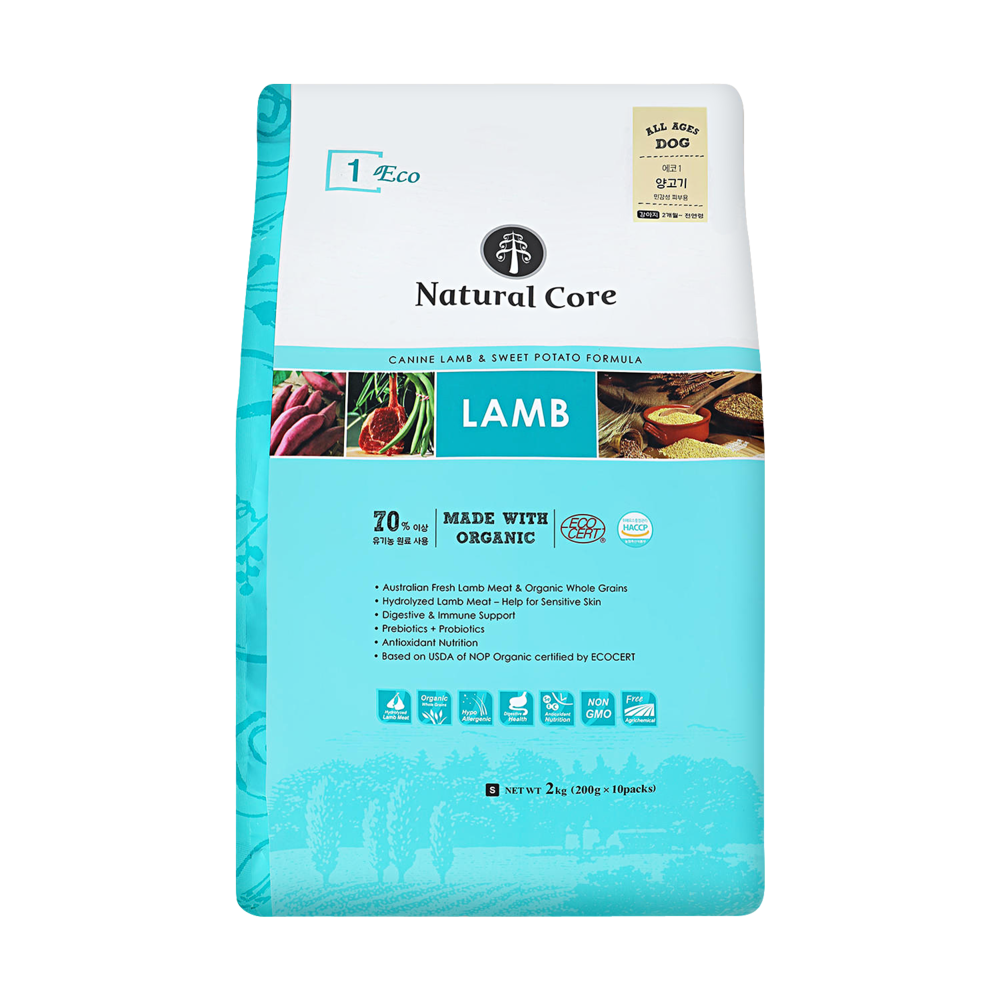 1 Eco
ALL AGES
DOG
에코 1
양고기
민감성 피부용
강아지 2개월~ 전연령
Natural Core
CANINE LAMB & SWEET POTATO FORMULA
LAMB
70% 이상
유기농 원료 사용
MADE WITH
ORGANIC
ECO
CERT
®
HACCP
• Australian Fresh Lamb Meat & Organic Whole Grains
• Hydrolyzed Lamb Meat – Help for Sensitive Skin
• Digestive & Immune Support
• Prebiotics + Probiotics
• Antioxidant Nutrition
• Based on USDA of NOP Organic certified by ECOCERT
Hydrolyzed
Lamb Meat
Organic
Whole Grains
Hypo
Allergenic
Digestive
Health
Antioxidant
Nutrition
NON
GMO
Free
Agrichemical
S NET WT 2kg (200g × 10packs)